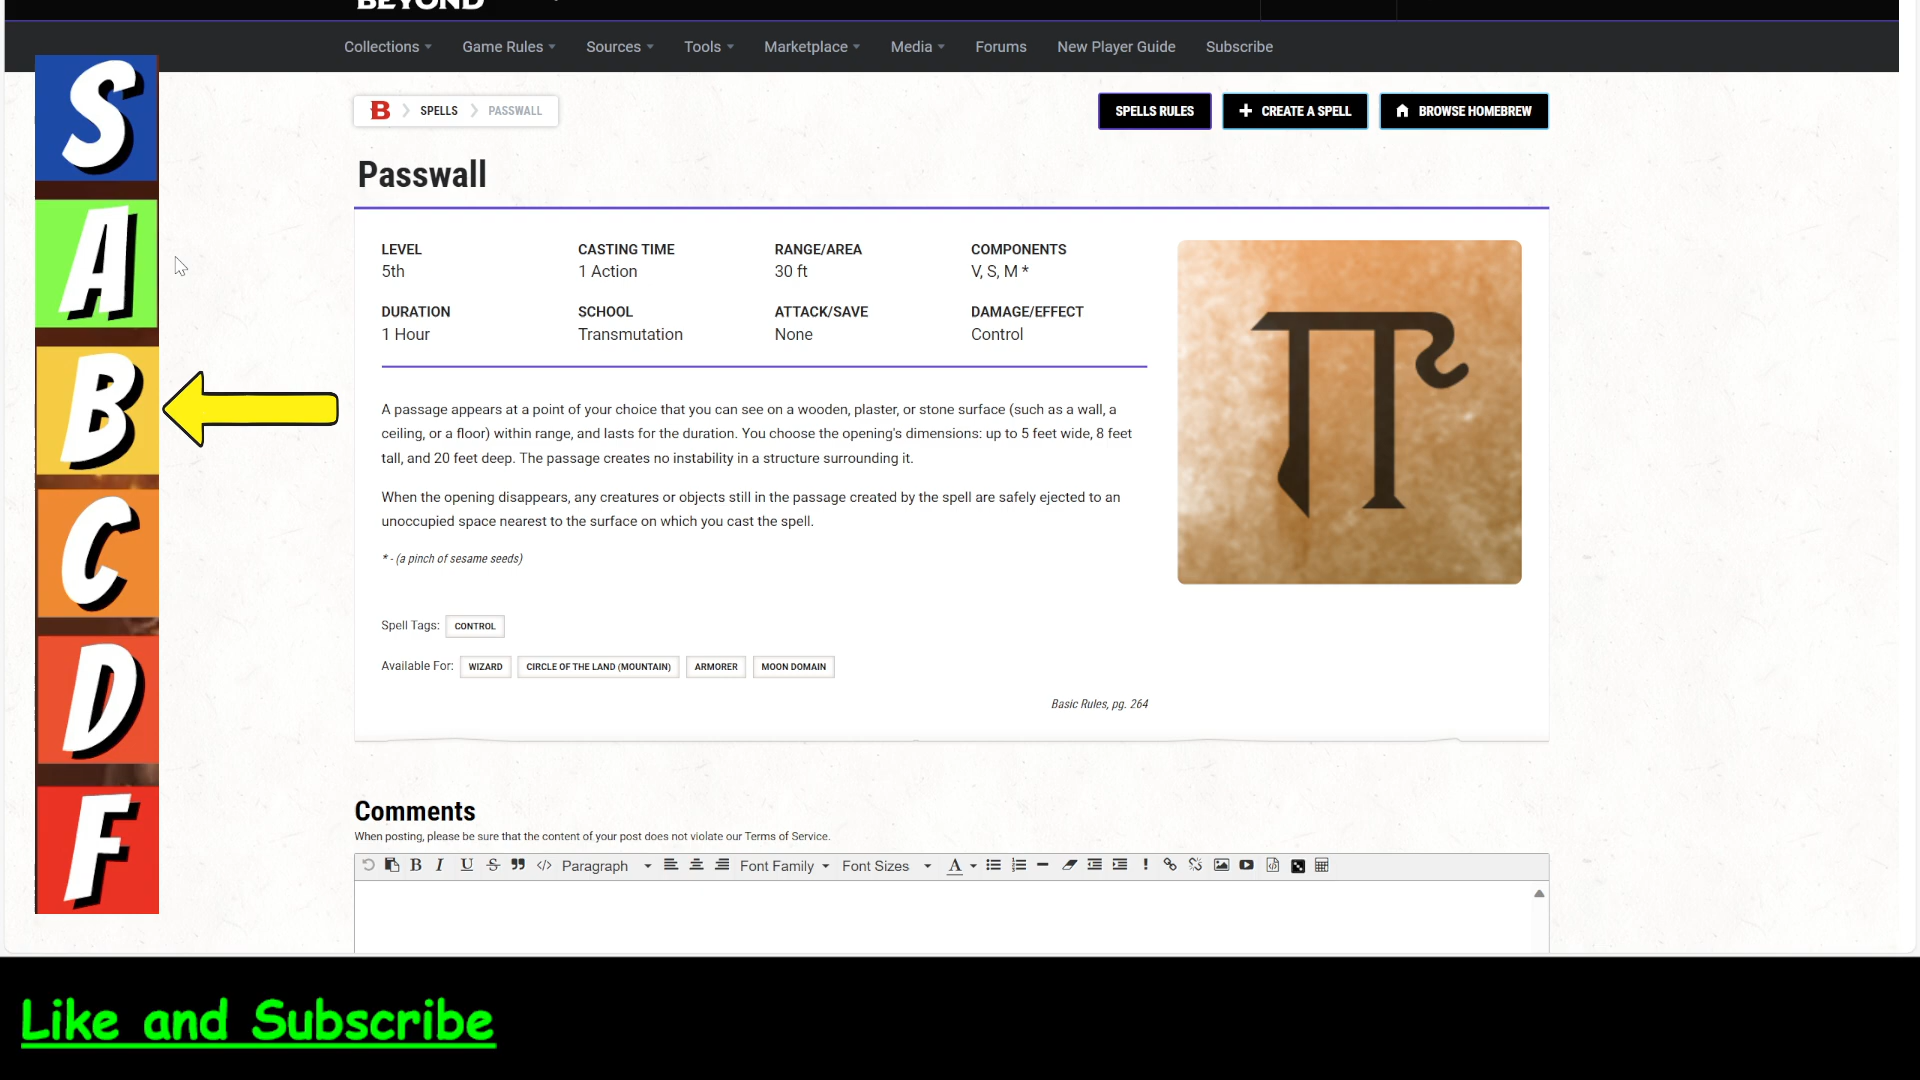 BEYOND
Collections Game Rules Sources Tools Marketplace Media Forums New Player Guide Subscribe
S
A
B
C
D
F
B SPELLS PASSWALL
SPELLS RULES
CREATE A SPELL
BROWSE HOMEBREW
Passwall
LEVEL CASTING TIME RANGE/AREA COMPONENTS
5th 1 Action 30 ft V, S, M *
DURATION SCHOOL ATTACK/SAVE DAMAGE/EFFECT
1 Hour Transmutation None Control
A passage appears at a point of your choice that you can see on a wooden, plaster, or stone surface (such as a wall, a
ceiling, or a floor) within range, and lasts for the duration. You choose the opening's dimensions: up to 5 feet wide, 8 feet
tall, and 20 feet deep. The passage creates no instability in a structure surrounding it.
When the opening disappears, any creatures or objects still in the passage created by the spell are safely ejected to an
unoccupied space nearest to the surface on which you cast the spell.
* - (a pinch of sesame seeds)
Spell Tags: CONTROL
Available For: WIZARD CIRCLE OF THE LAND (MOUNTAIN) ARMORER MOON DOMAIN
Basic Rules, pg. 264
Comments
When posting, please be sure that the content of your post does not violate our Terms of Service.
B I U S Paragraph Font Family Font Sizes A
Like and Subscribe